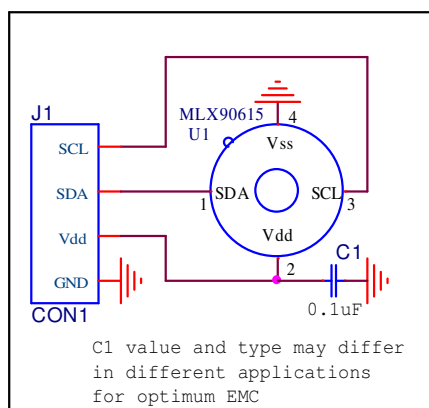 J1
SCL
SDA
Vdd
GND
CON1
MLX90615
U1
4
Vss
1
SDA
SCL
3
Vdd
2
C1
0.1uF
C1 value and type may differ
in different applications
for optimum EMC